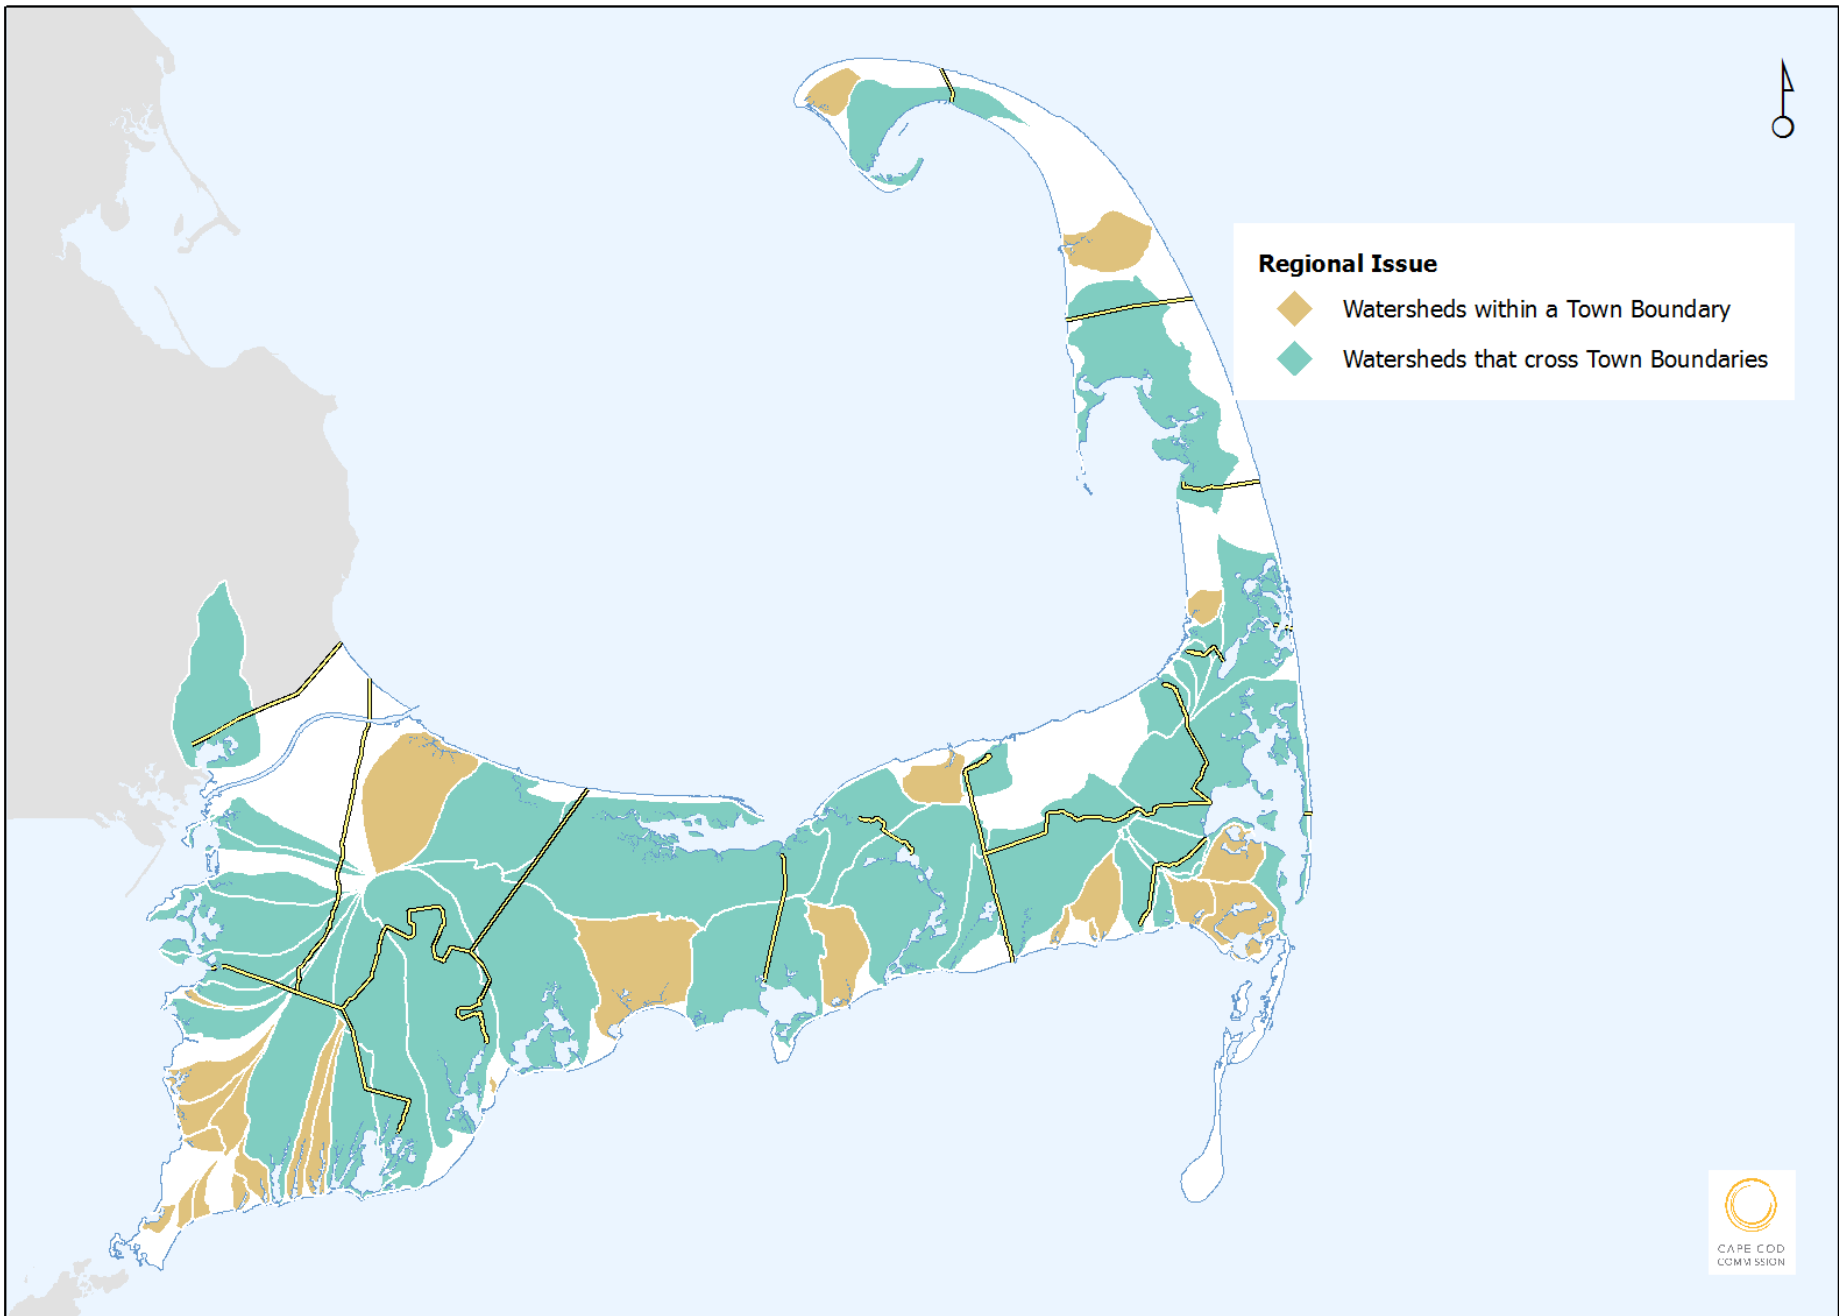 Regional Issue
Watersheds within a Town Boundary
Watersheds that cross Town Boundaries
CAPE COD
COMMISSION